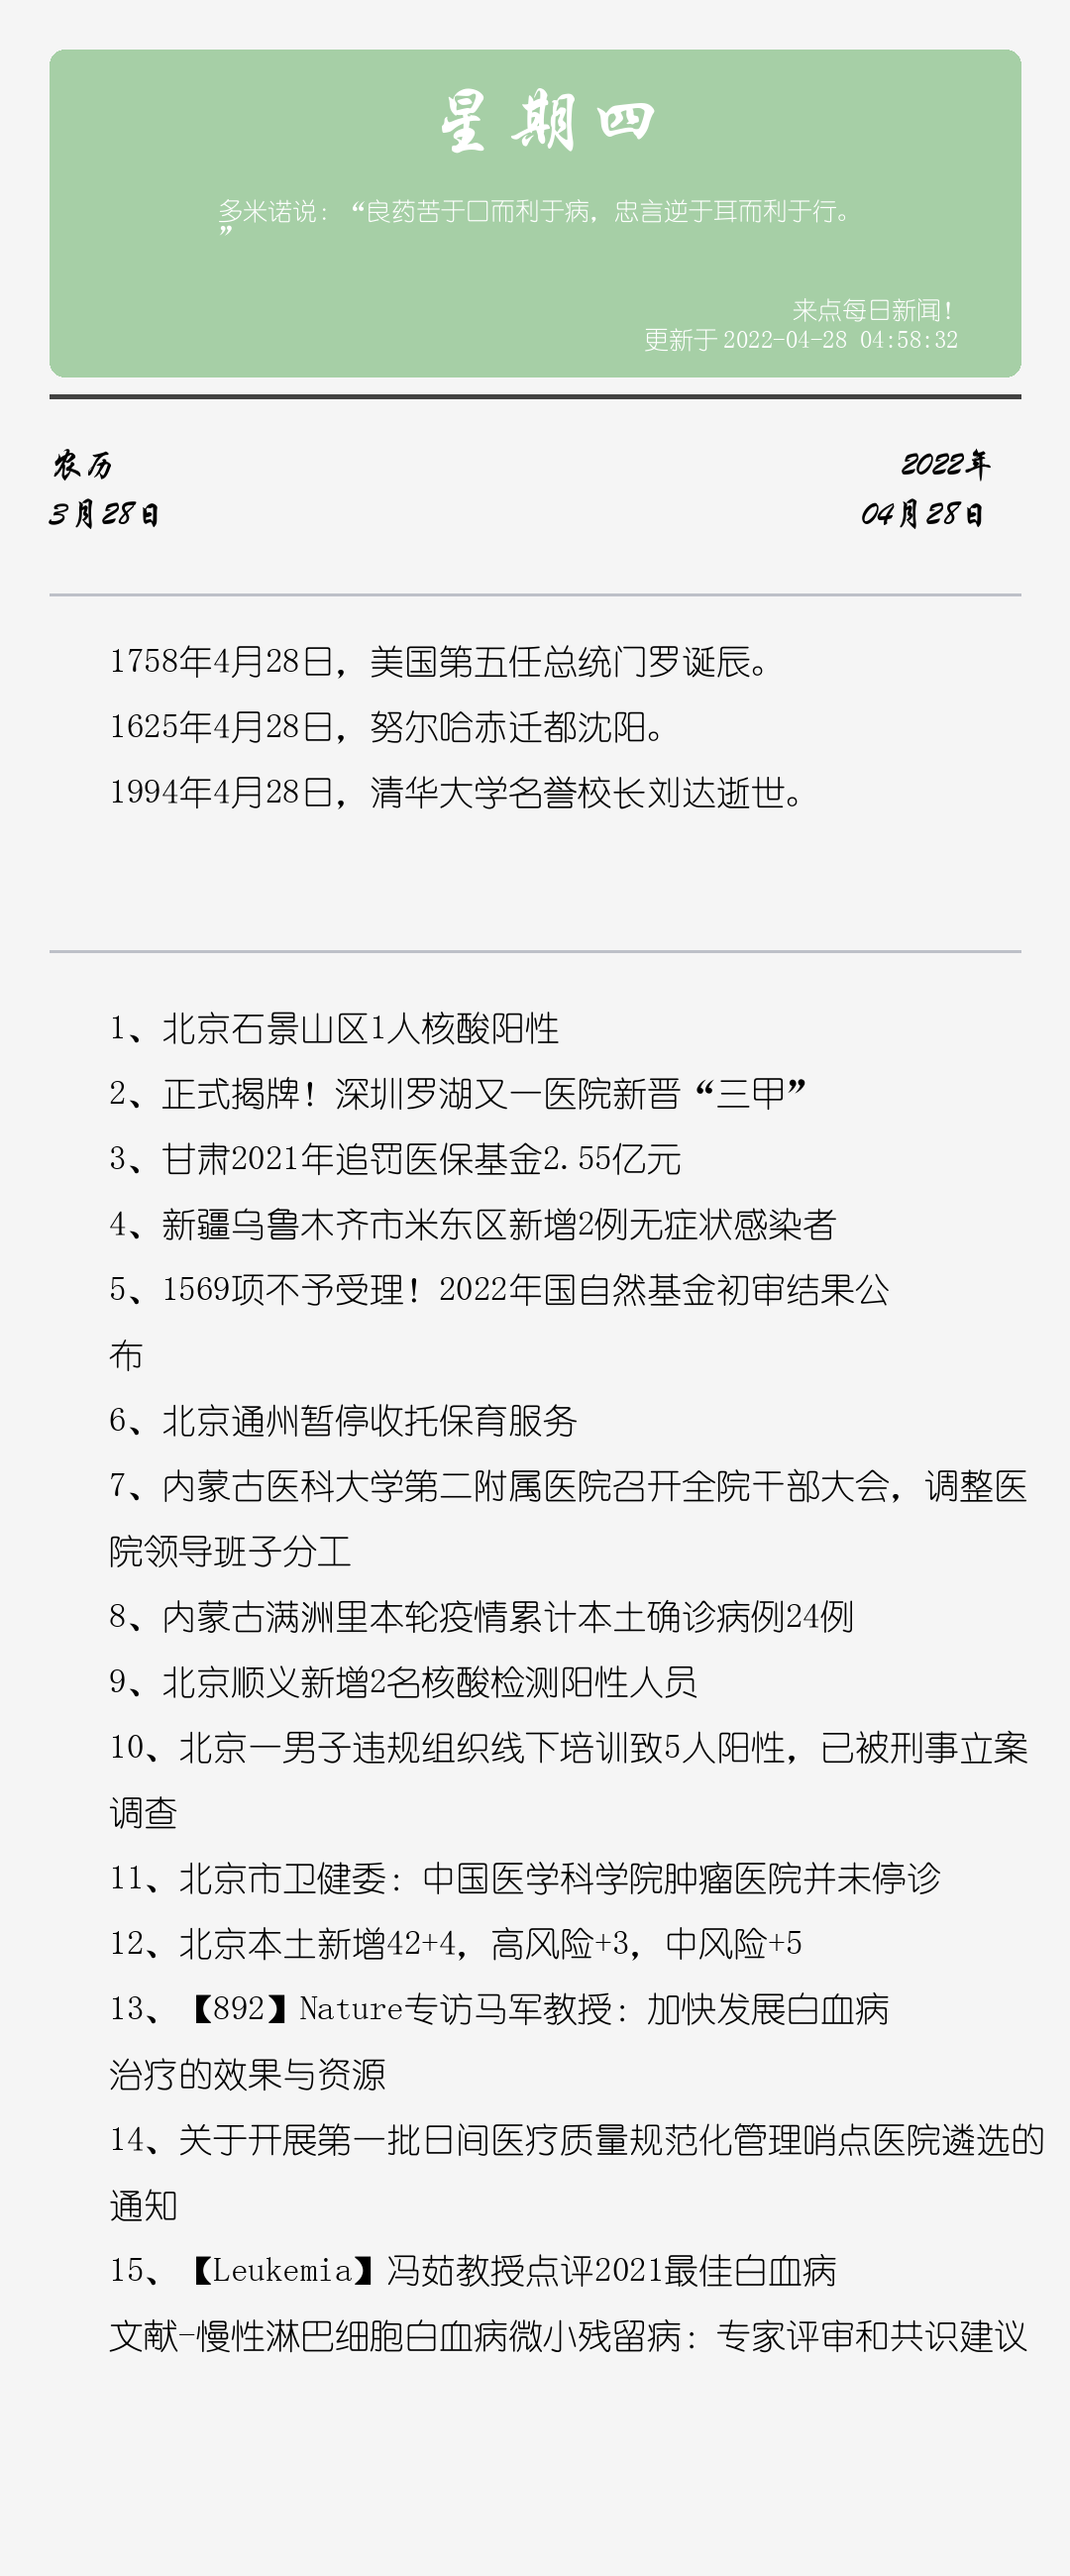 星期四
多米诺说：“良药苦于口而利于病，忠言逆于耳而利于行。
”
来点每日新闻！
更新于 2022-04-28 04:58:32
农历
2022年
3月28日
04月28日
1758年4月28日，美国第五任总统门罗诞辰。
1625年4月28日，努尔哈赤迁都沈阳。
1994年4月28日，清华大学名誉校长刘达逝世。
1、北京石景山区1人核酸阳性
2、正式揭牌！深圳罗湖又一医院新晋“三甲”
3、甘肃2021年追罚医保基金2.55亿元
4、新疆乌鲁木齐市米东区新增2例无症状感染者
5、1569项不予受理！2022年国自然基金初审结果公
布
6、北京通州暂停收托保育服务
7、内蒙古医科大学第二附属医院召开全院干部大会，调整医
院领导班子分工
8、内蒙古满洲里本轮疫情累计本土确诊病例24例
9、北京顺义新增2名核酸检测阳性人员
10、北京一男子违规组织线下培训致5人阳性，已被刑事立案
调查
11、北京市卫健委：中国医学科学院肿瘤医院并未停诊
12、北京本土新增42+4，高风险+3，中风险+5
13、【892】Nature专访马军教授：加快发展白血病
治疗的效果与资源
14、关于开展第一批日间医疗质量规范化管理哨点医院遴选的
通知
15、【Leukemia】冯茹教授点评2021最佳白血病
文献-慢性淋巴细胞白血病微小残留病：专家评审和共识建议